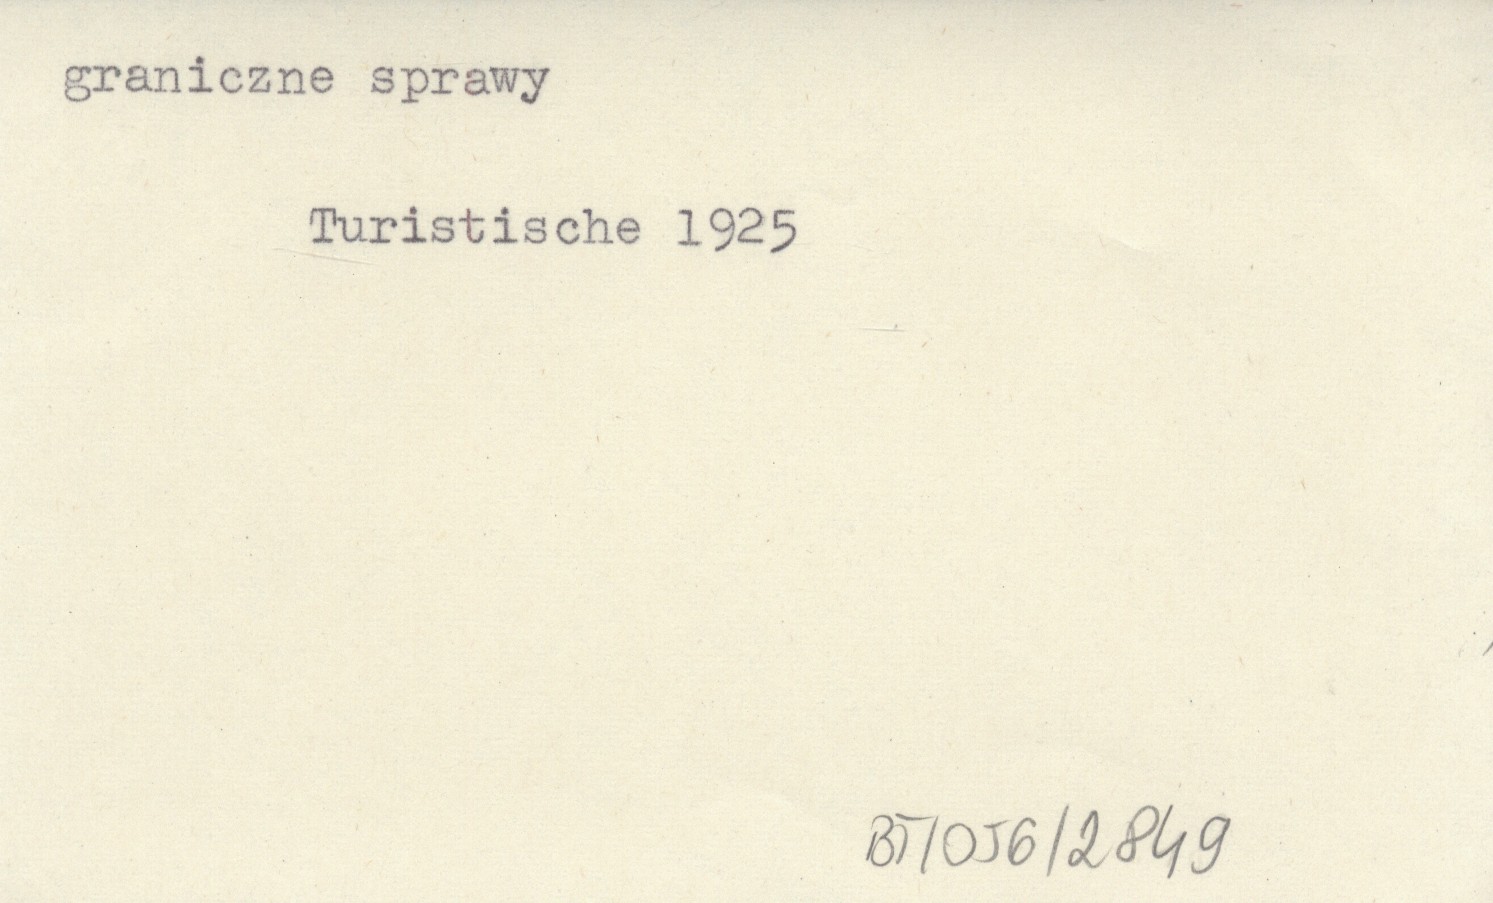 graniczne sprawy
Turistische 1925
BT/OJ6/2849